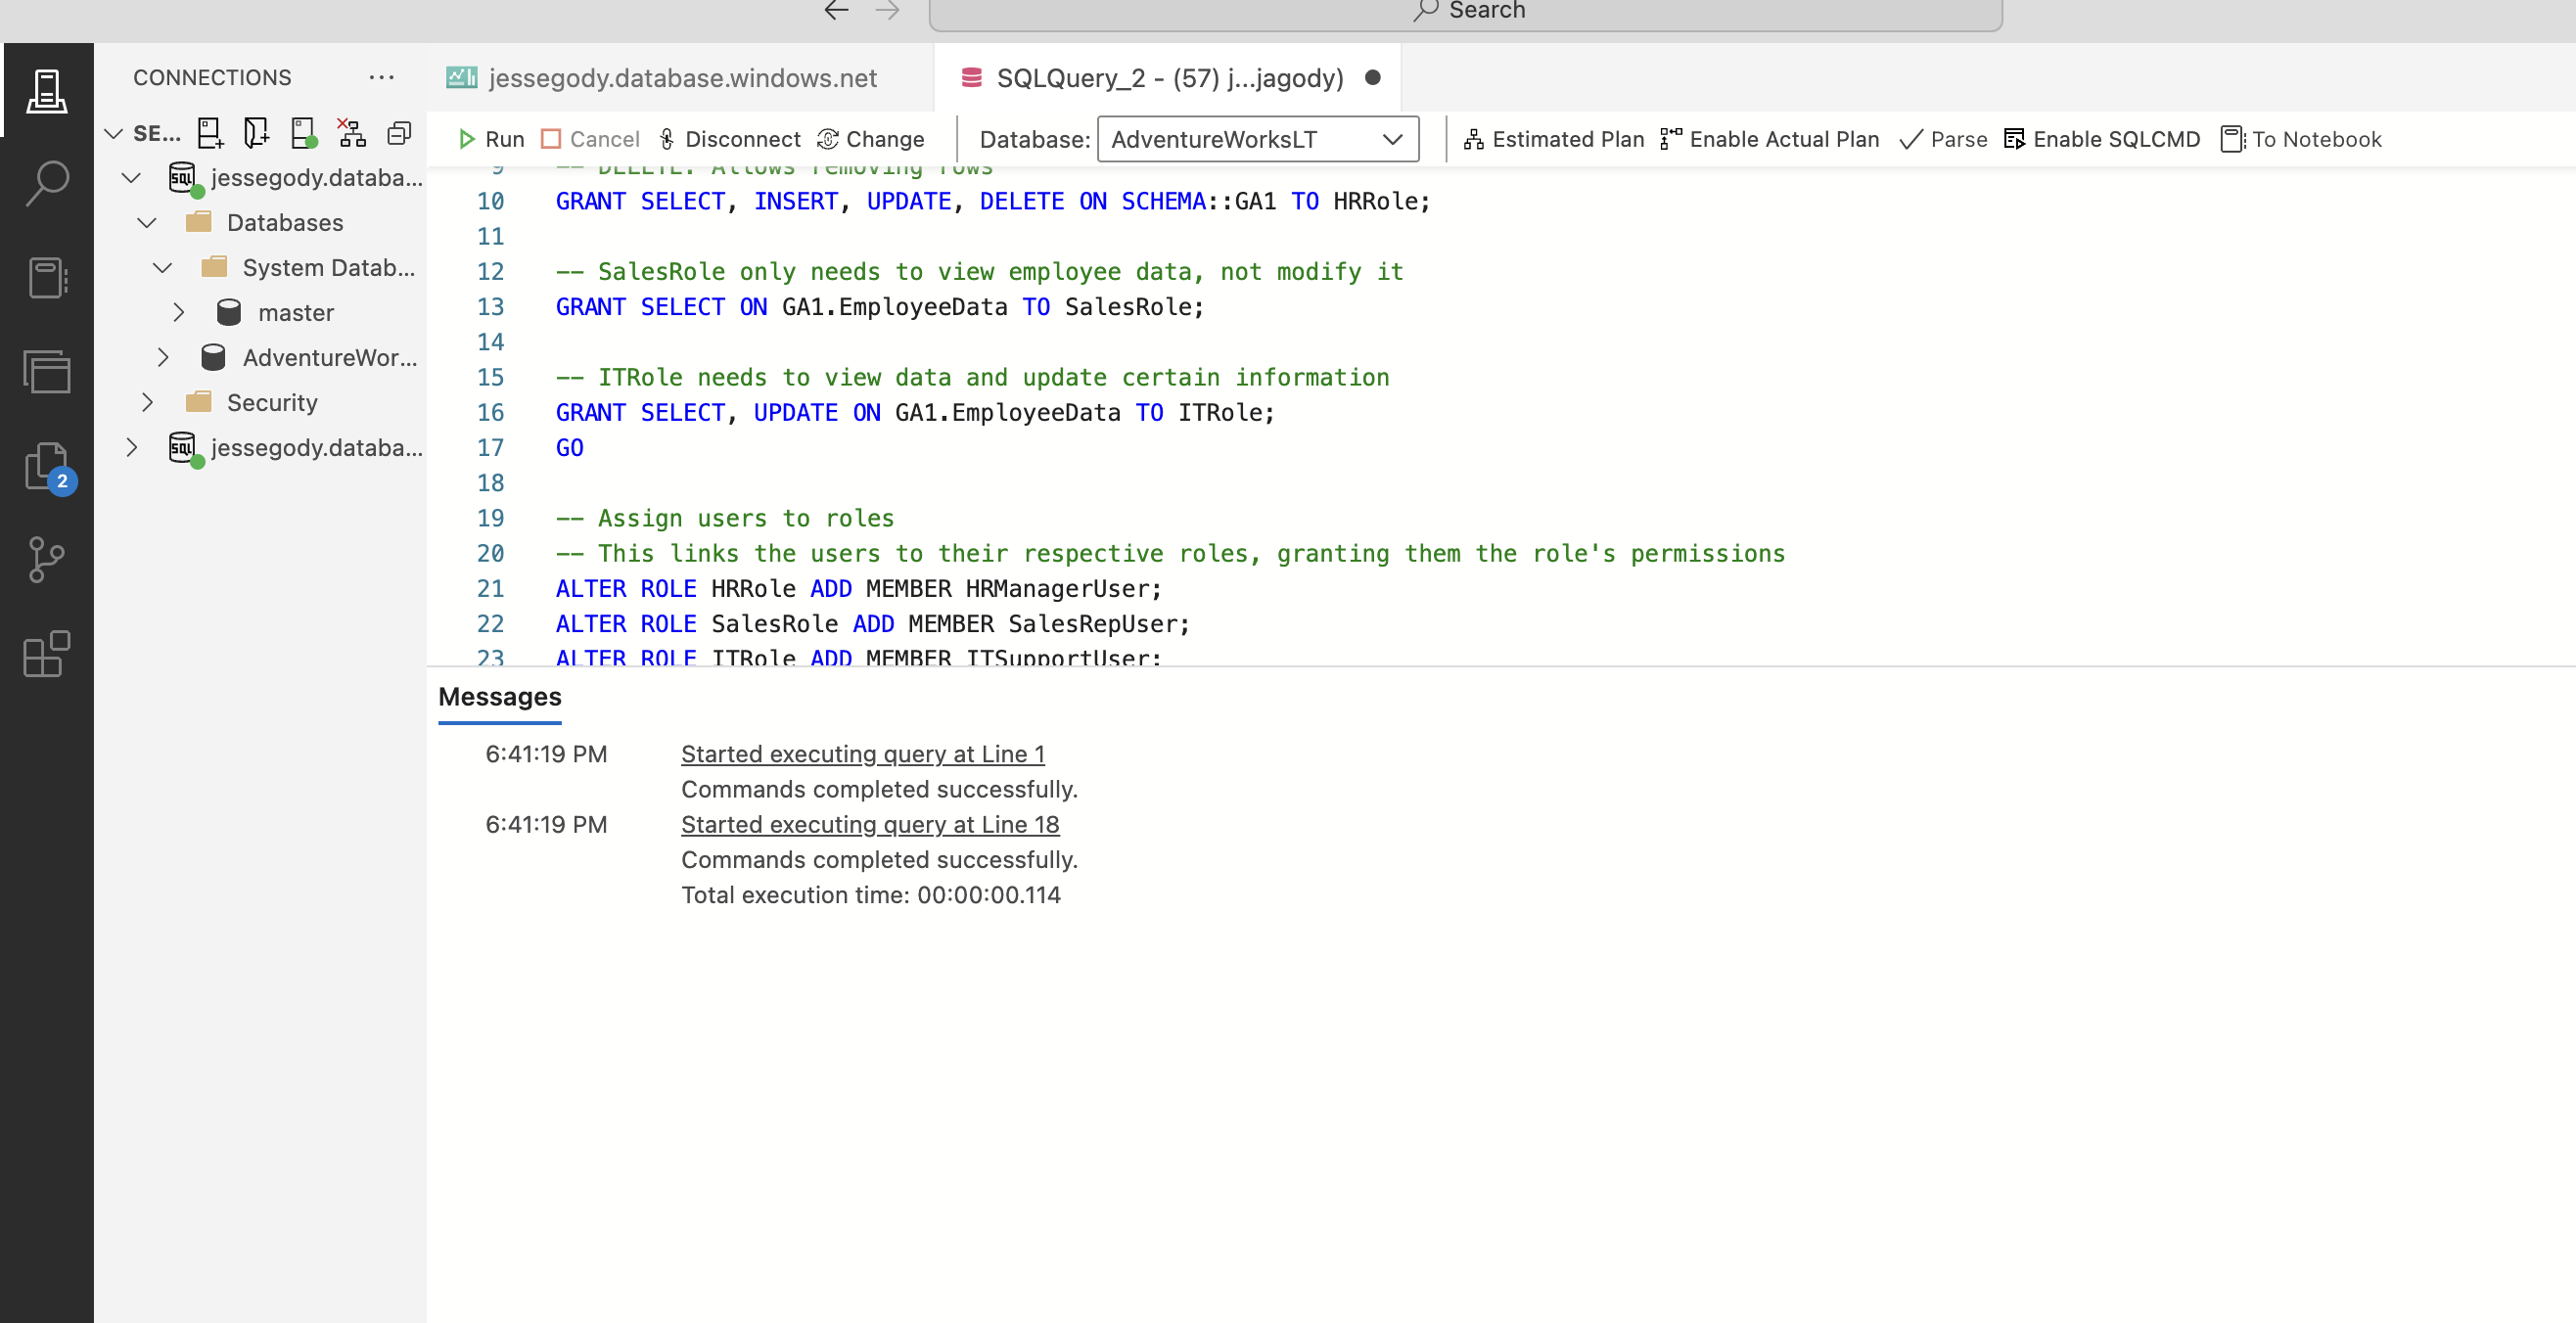 Search
CONNECTIONS ...
jessegody.database.windows.net
SQLQuery_2 - (57) j...jagody)
SE...
Run Cancel Disconnect Change Database: AdventureWorksLT Estimated Plan Enable Actual Plan Parse Enable SQLCMD To Notebook
jessegody.databa...
Databases
System Datab...
master
AdventureWor...
Security
jessegody.databa...
2
9 -- DELETE: Allows removing rows
10 GRANT SELECT, INSERT, UPDATE, DELETE ON SCHEMA::GA1 TO HRRole;
11
12 -- SalesRole only needs to view employee data, not modify it
13 GRANT SELECT ON GA1.EmployeeData TO SalesRole;
14
15 -- ITRole needs to view data and update certain information
16 GRANT SELECT, UPDATE ON GA1.EmployeeData TO ITRole;
17 GO
18
19 -- Assign users to roles
20 -- This links the users to their respective roles, granting them the role's permissions
21 ALTER ROLE HRRole ADD MEMBER HRManagerUser;
22 ALTER ROLE SalesRole ADD MEMBER SalesRepUser;
23 ALTER ROLE ITRole ADD MEMBER ITSupportUser;
Messages
6:41:19 PM Started executing query at Line 1
Commands completed successfully.
6:41:19 PM Started executing query at Line 18
Commands completed successfully.
Total execution time: 00:00:00.114